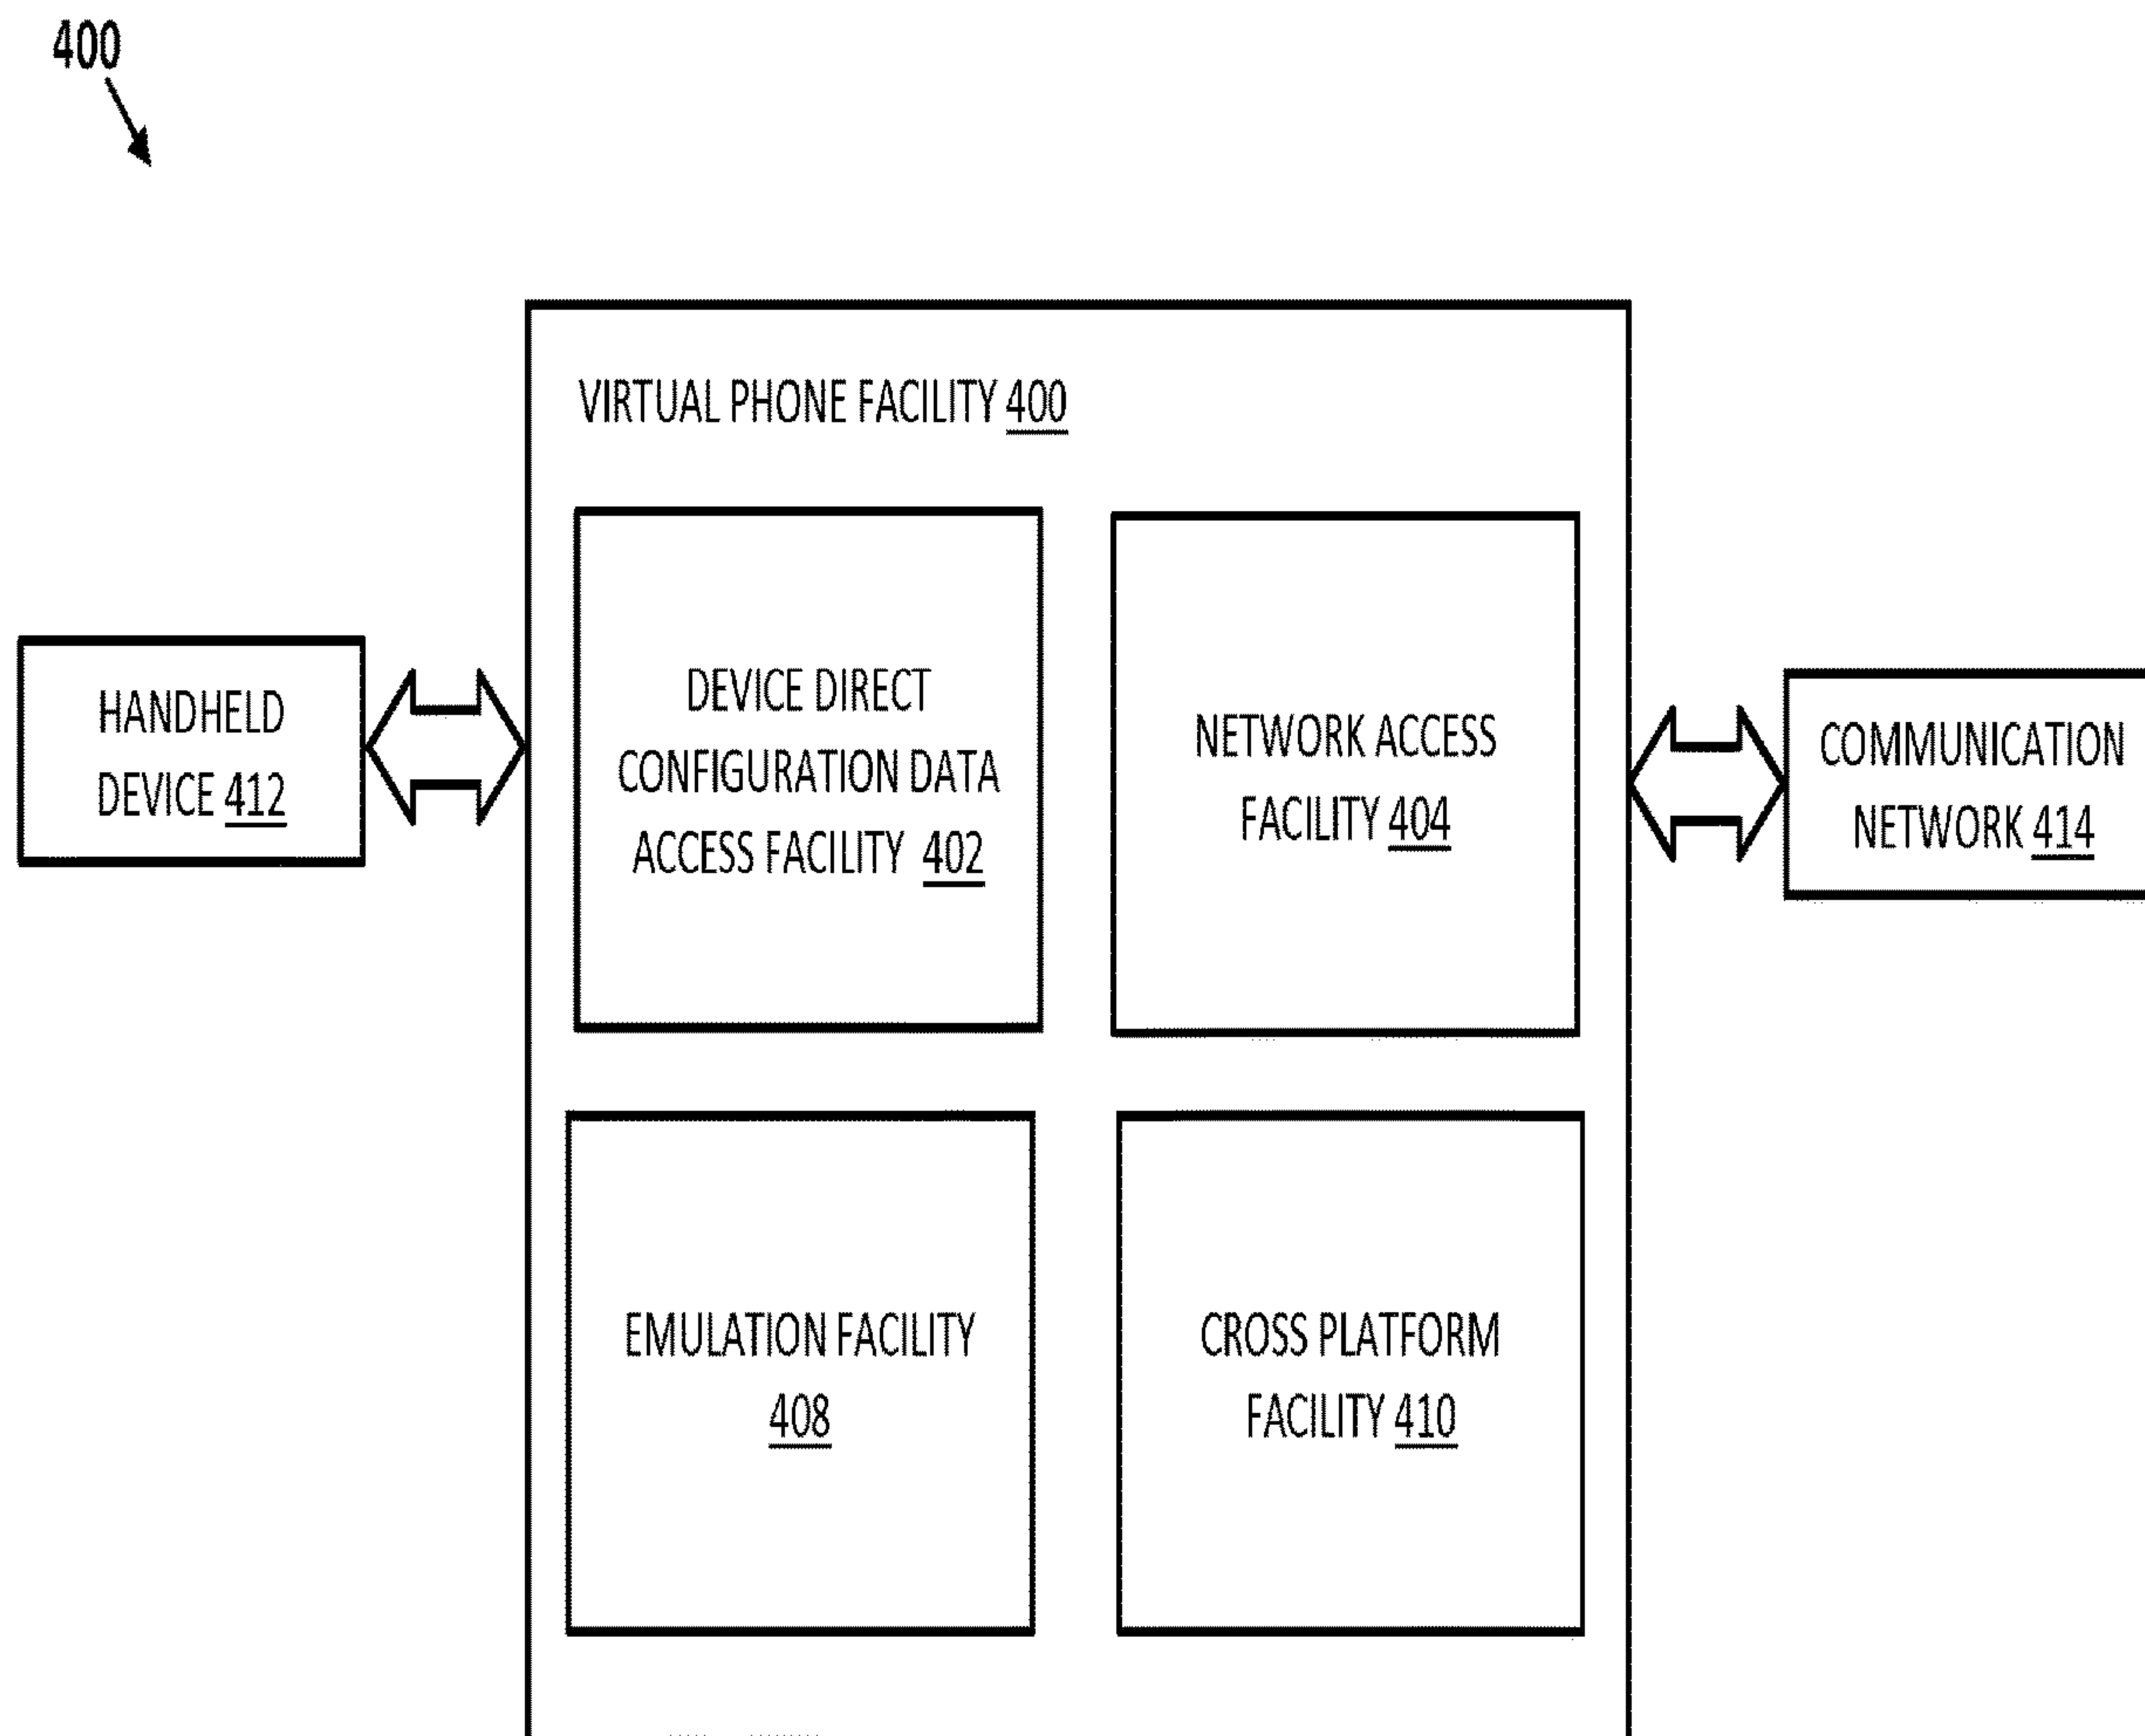 400
VIRTUAL PHONE FACILITY 400
HANDHELD
DEVICE 412
DEVICE DIRECT
CONFIGURATION DATA
ACCESS FACILITY 402
NETWORK ACCESS
FACILITY 404
COMMUNICATION
NETWORK 414
EMULATION FACILITY
408
CROSS PLATFORM
FACILITY 410